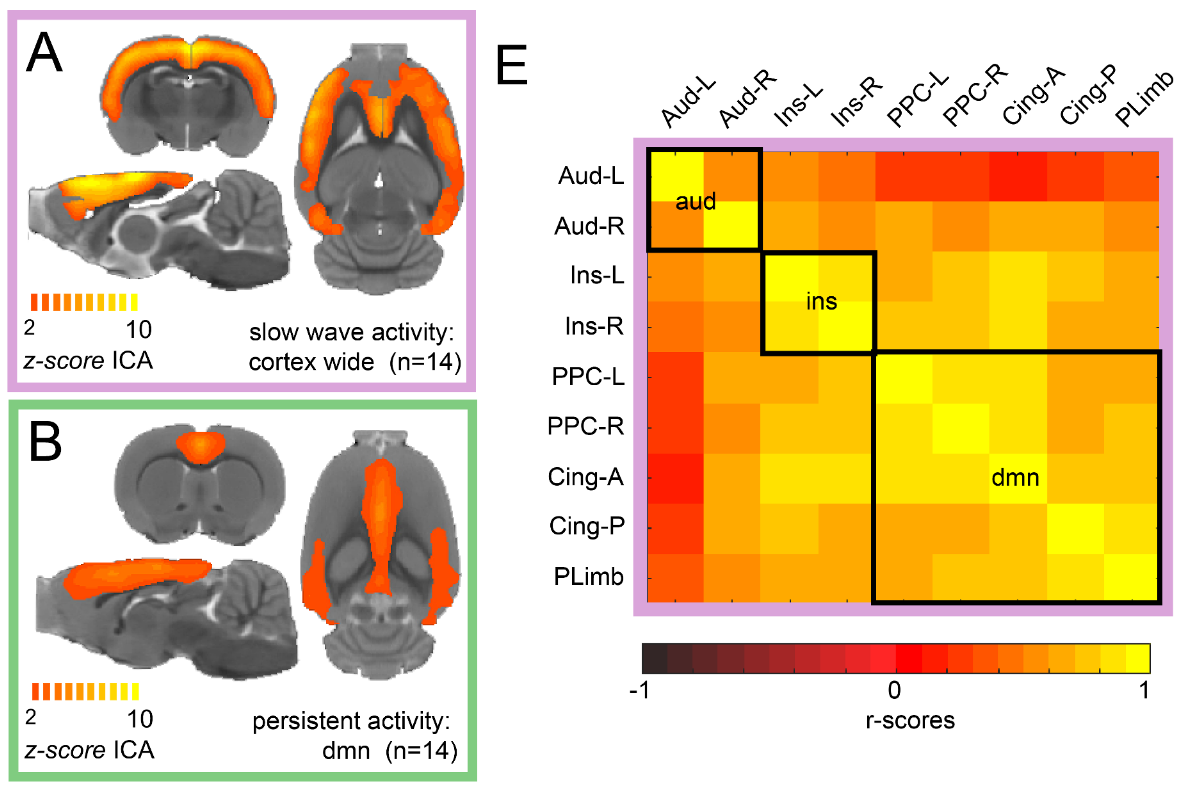 A
2 10
z-score ICA
slow wave activity:
cortex wide (n=14)
B
2 10
z-score ICA
persistent activity:
dmn (n=14)
E
Aud-L Aud-R Ins-L Ins-R PPC-L PPC-R Cing-A Cing-P PLimb
Aud-L
aud
Aud-R
Ins-L
ins
Ins-R
PPC-L
PPC-R
Cing-A dmn
Cing-P
PLimb
-1 0 1
r-scores